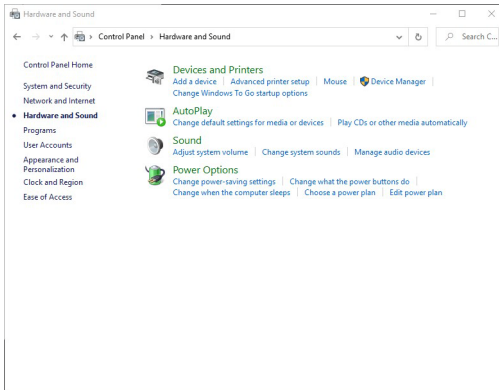 Hardware and Sound
Control Panel > Hardware and Sound
Search C...
Control Panel Home
System and Security
Network and Internet
Hardware and Sound
Programs
User Accounts
Appearance and
Personalization
Clock and Region
Ease of Access
Devices and Printers
Add a device | Advanced printer setup | Mouse | Device Manager |
Change Windows To Go startup options
AutoPlay
Change default settings for media or devices | Play CDs or other media automatically
Sound
Adjust system volume | Change system sounds | Manage audio devices
Power Options
Change power-saving settings | Change what the power buttons do |
Change when the computer sleeps | Choose a power plan | Edit power plan